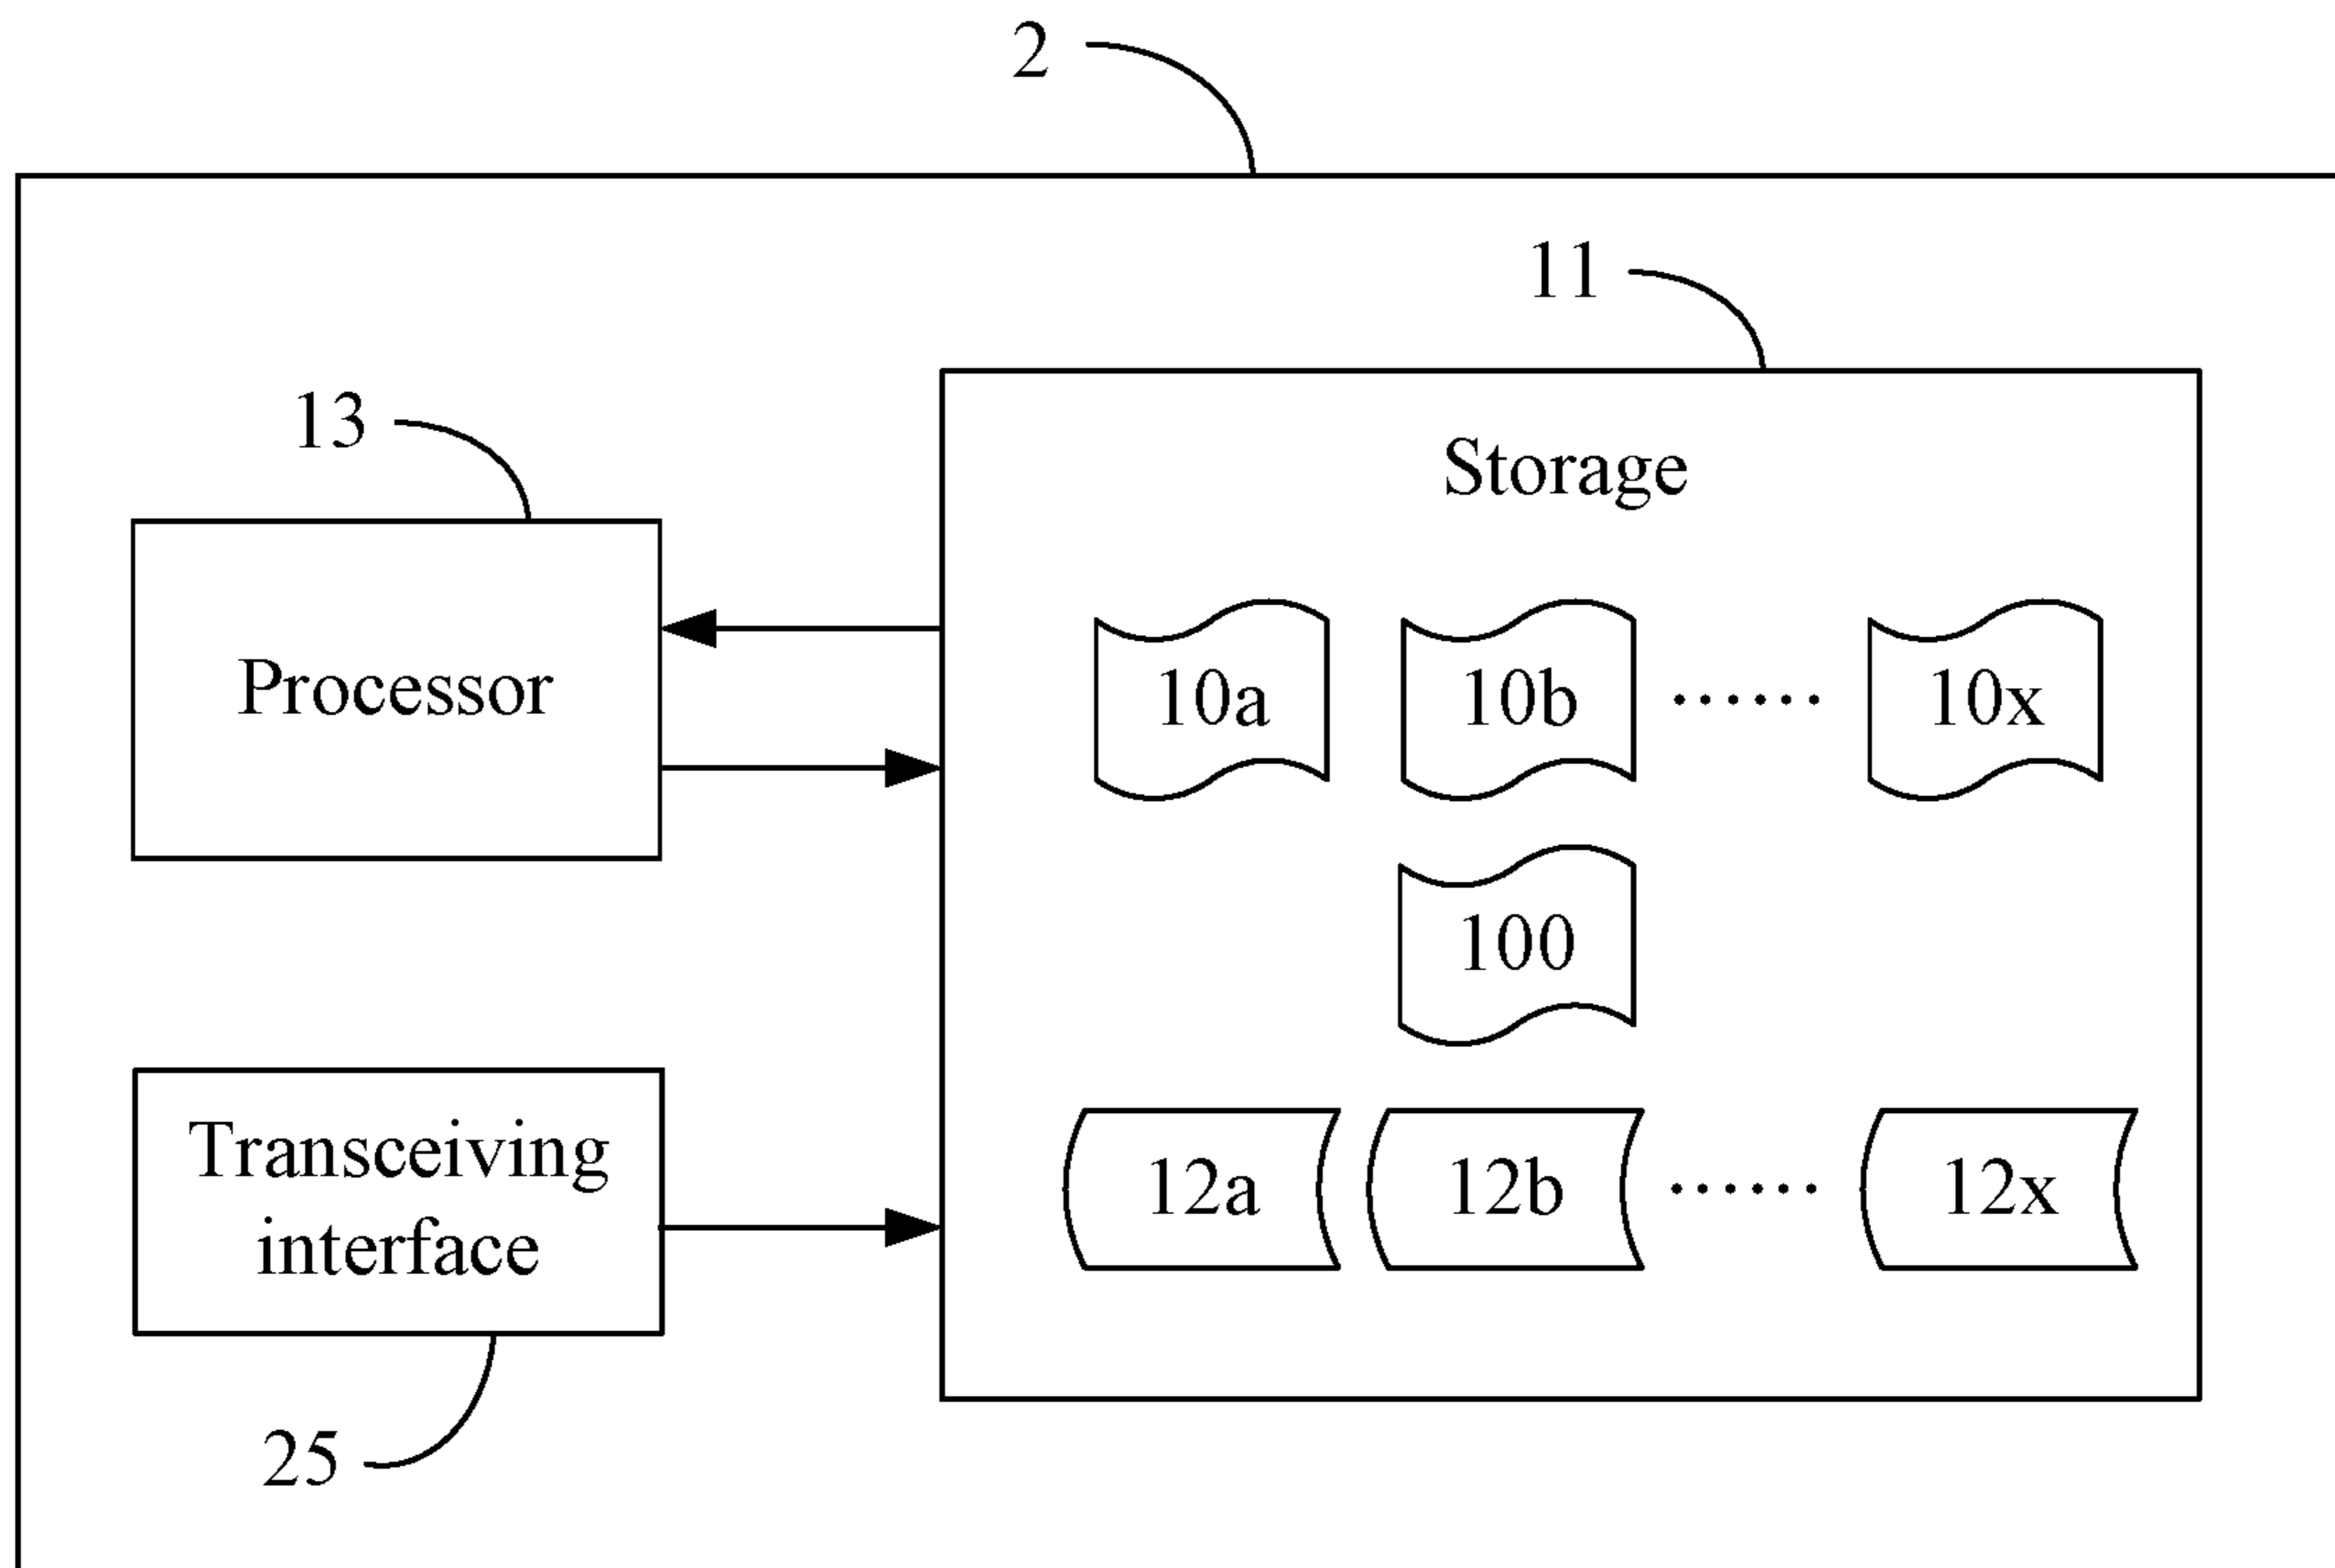 2
11
13
Storage
Processor
10a 10b ...... 10x
100
Transceiving
interface
12a 12b ...... 12x
25